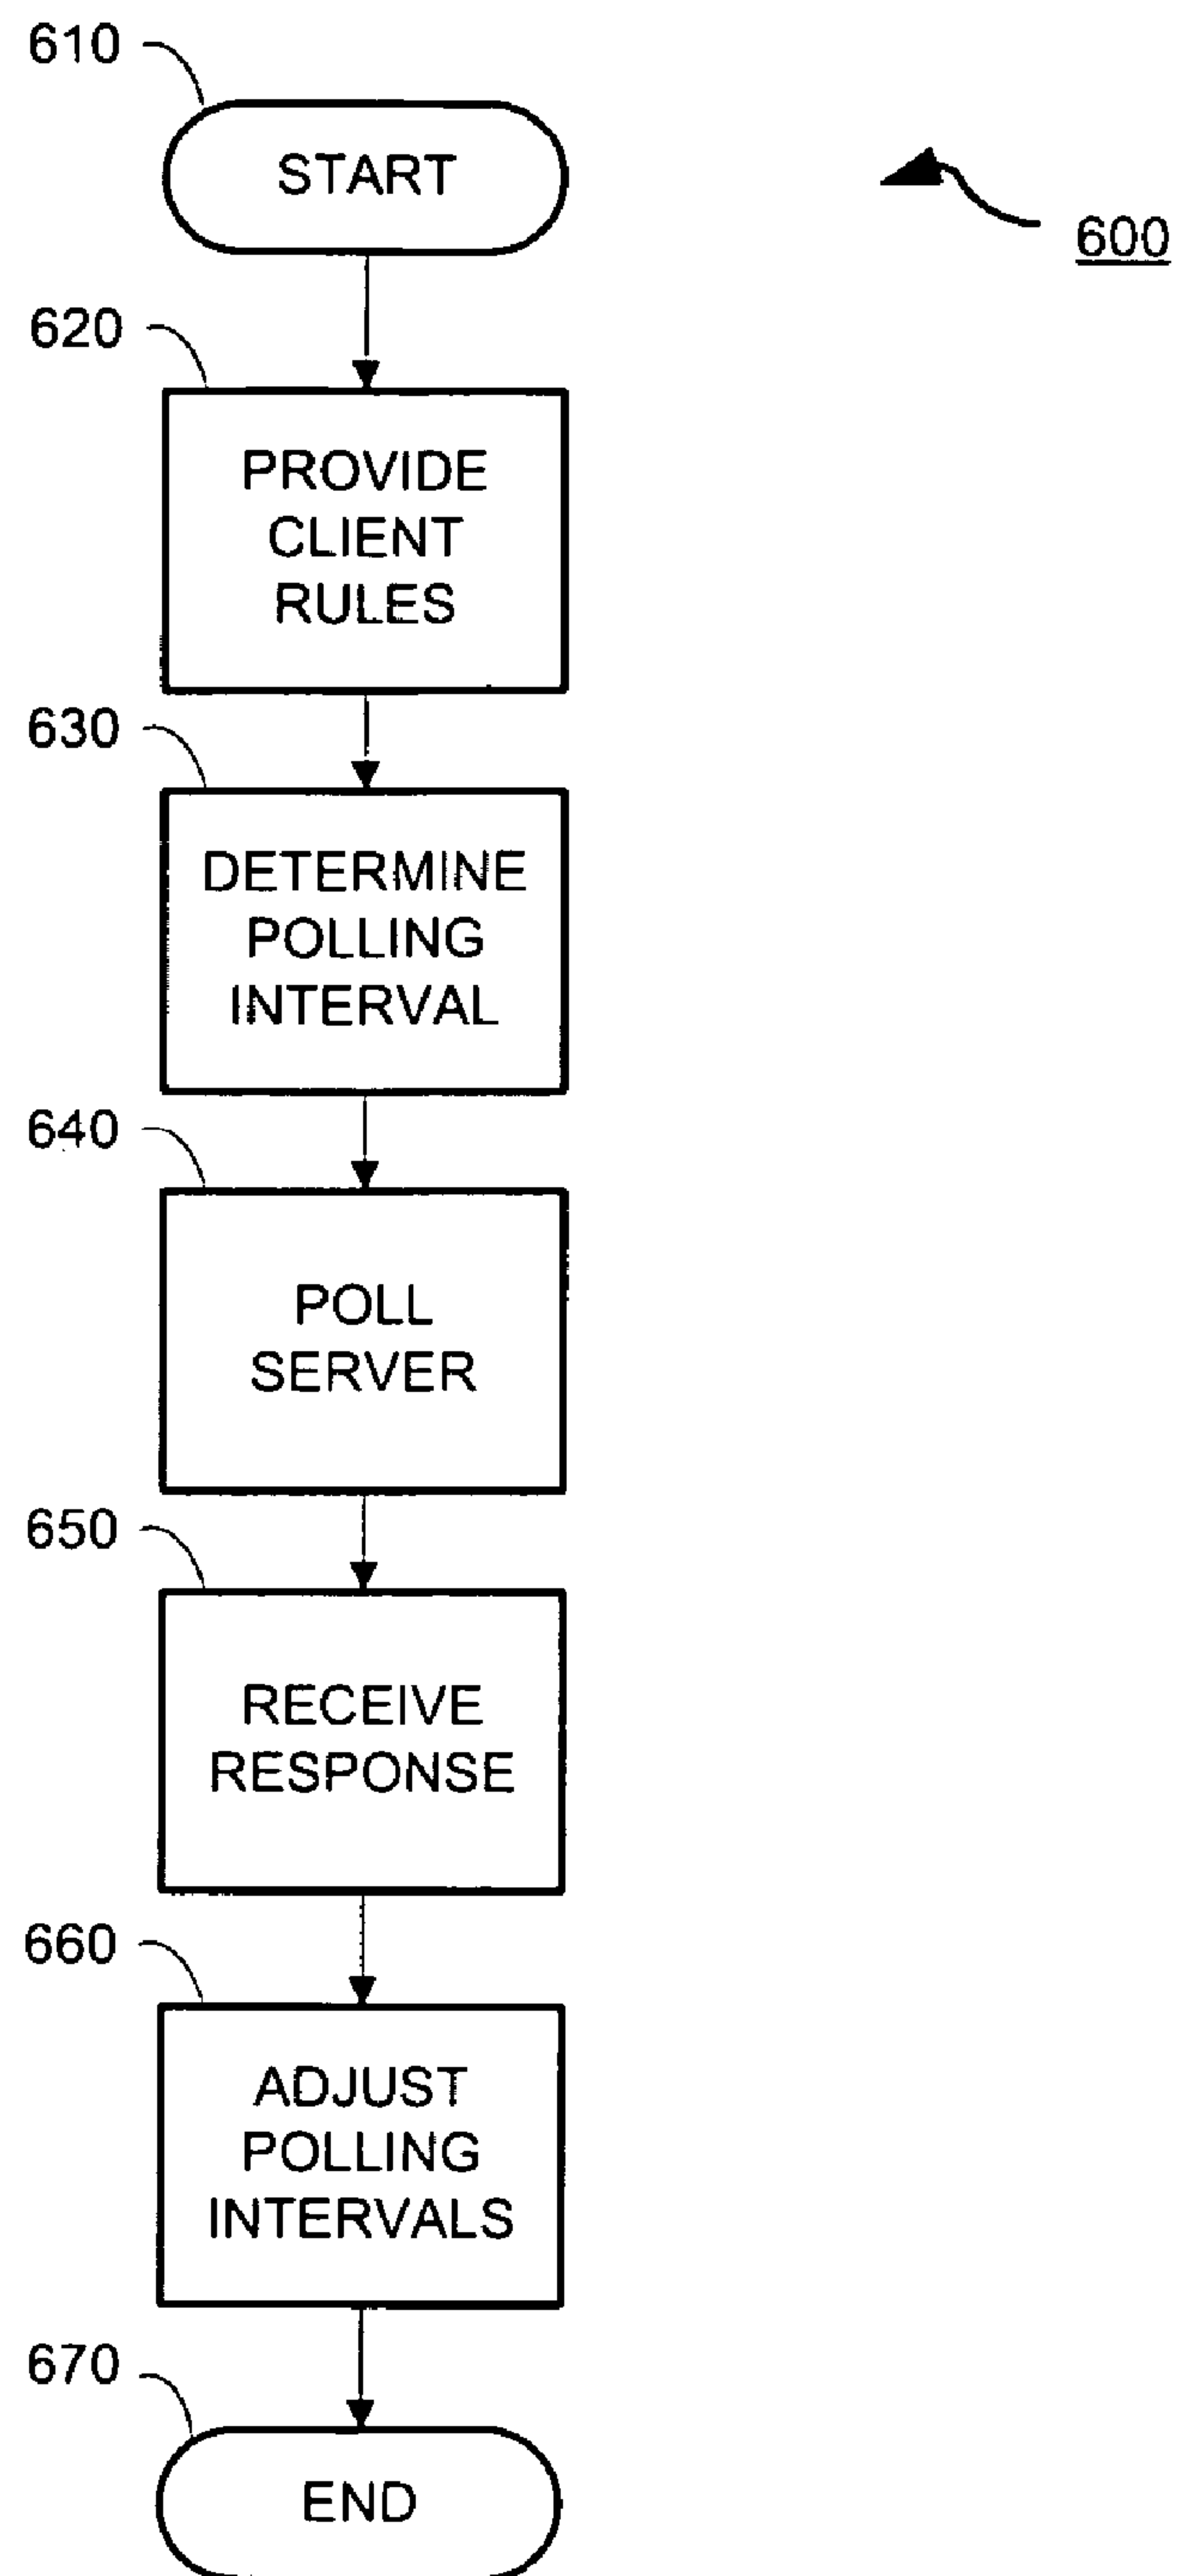 610
START
600
620
PROVIDE
CLIENT
RULES
630
DETERMINE
POLLING
INTERVAL
640
POLL
SERVER
650
RECEIVE
RESPONSE
660
ADJUST
POLLING
INTERVALS
670
END